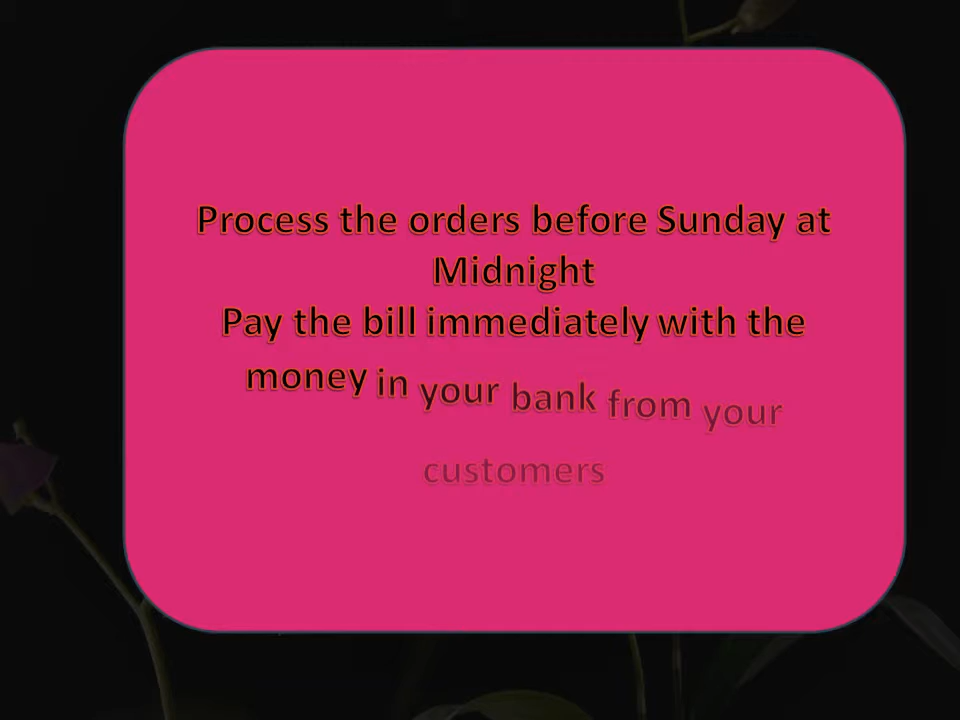 Process the orders before Sunday at
Midnight
Pay the bill immediately with the
money in your bank from your
customers